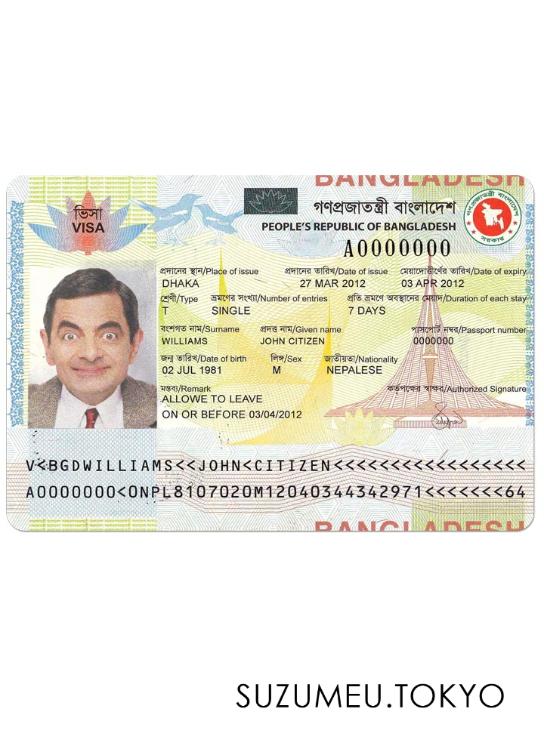 BANGLADESH
গণপ্রজাতন্ত্রী বাংলাদেশ
ভিসা
VISA
PEOPLE'S REPUBLIC OF BANGLADESH
A0000000
প্রদানের স্থান/Place of issue প্রদানের তারিখ/Date of issue মেয়াদোত্তীর্ণের তারিখ/Date of expiry
DHAKA 27 MAR 2012 03 APR 2012
শ্রেণী/Type ভ্রমণের সংখ্যা/Number of entries প্রতি ভ্রমণে অবস্থানের মেয়াদ/Duration of each stay
T SINGLE 7 DAYS
বংশগত নাম/Surname প্রদত্ত নাম/Given name পাসপোর্ট নম্বর/Passport number
WILLIAMS JOHN CITIZEN 0000000
জন্ম তারিখ/Date of birth লিঙ্গ/Sex জাতীয়তা/Nationality
02 JUL 1981 M NEPALESE
মন্তব্য/Remark কর্তৃপক্ষের স্বাক্ষর/Authorized Signature
ALLOWE TO LEAVE
ON OR BEFORE 03/04/2012
V<BGDWILLIAMS<<JOHN<CITIZEN<<<<<<<<<<<<<<<<<
A0000000<ONPL8107020M12040344342971<<<<<<<64
BANGLADESH
SUZUMEU.TOKYO